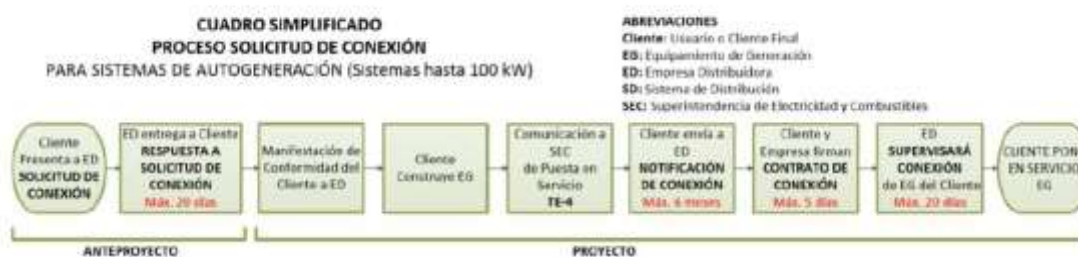 CUADRO SIMPLIFICADO
PROCESO SOLICITUD DE CONEXIÓN
PARA SISTEMAS DE AUTOGENERACIÓN (Sistemas hasta 100 kW)
ABREVIACIONES
Cliente: Usuario o Cliente Final
EG: Equipamiento de Generación
ED: Empresa Distribuidora
SD: Sistema de Distribución
SEC: Superintendencia de Electricidad y Combustibles
Cliente
Presenta a ED
SOLICITUD DE
CONEXIÓN
ED entrega a Cliente
RESPUESTA A
SOLICITUD DE
CONEXIÓN
Máx. 20 días
Manifestación de
Conformidad del
Cliente a ED
Cliente
Construye EG
Comunicación a
SEC
de Puesta en
Servicio
TE-4
Cliente envía a
ED
NOTIFICACIÓN
DE CONEXIÓN
Máx. 6 meses
Cliente y
Empresa firman
CONTRATO DE
CONEXIÓN
Máx. 5 días
ED
SUPERVISARÁ
CONEXIÓN
de EG del Cliente
Máx. 20 días
CLIENTE PONE
EN SERVICIO
EG
ANTEPROYECTO
PROYECTO